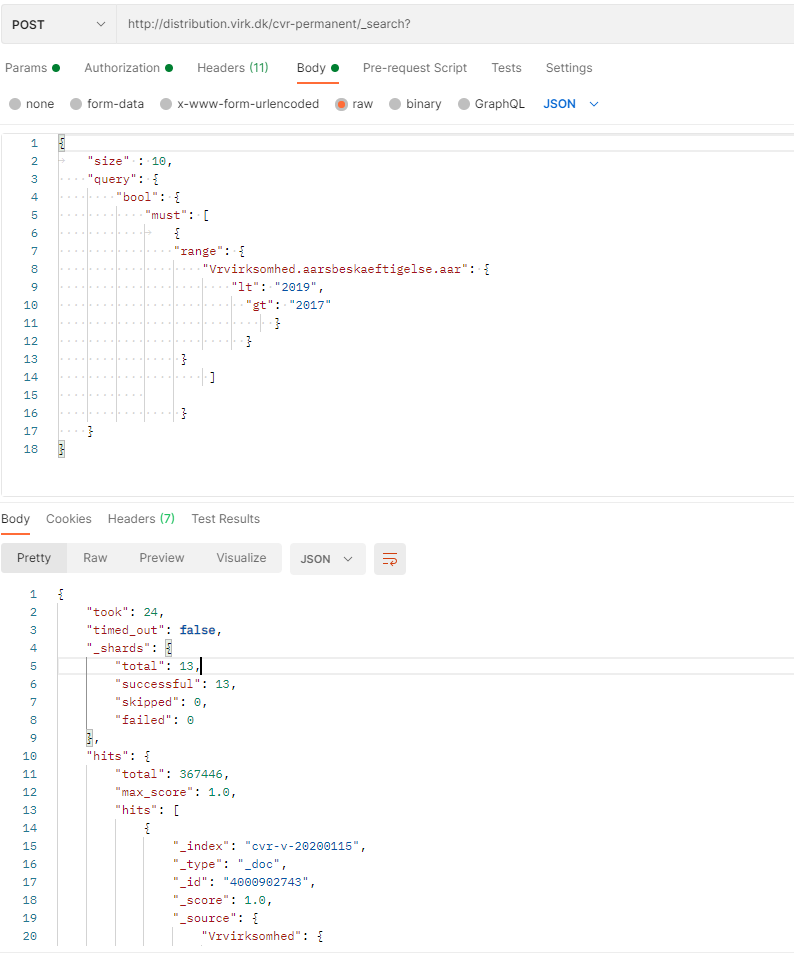 POST http://distribution.virk.dk/cvr-permanent/_search?
Params Authorization Headers (11) Body Pre-request Script Tests Settings
none form-data x-www-form-urlencoded raw binary GraphQL JSON
1 {
2 "size" : 10,
3 "query": {
4 "bool": {
5 "must": [
6 {
7 "range": {
8 "Vrvirksomhed.aarsbeskaeftigelse.aar": {
9 "lt": "2019",
10 "gt": "2017"
11 }
12 }
13 }
14 ]
15
16 }
17 }
18 }
Body Cookies Headers (7) Test Results
Pretty Raw Preview Visualize JSON
1 {
2 "took": 24,
3 "timed_out": false,
4 "_shards": {
5 "total": 13,
6 "successful": 13,
7 "skipped": 0,
8 "failed": 0
9 },
10 "hits": {
11 "total": 367446,
12 "max_score": 1.0,
13 "hits": [
14 {
15 "_index": "cvr-v-20200115",
16 "_type": "_doc",
17 "_id": "4000902743",
18 "_score": 1.0,
19 "_source": {
20 "Vrvirksomhed": {